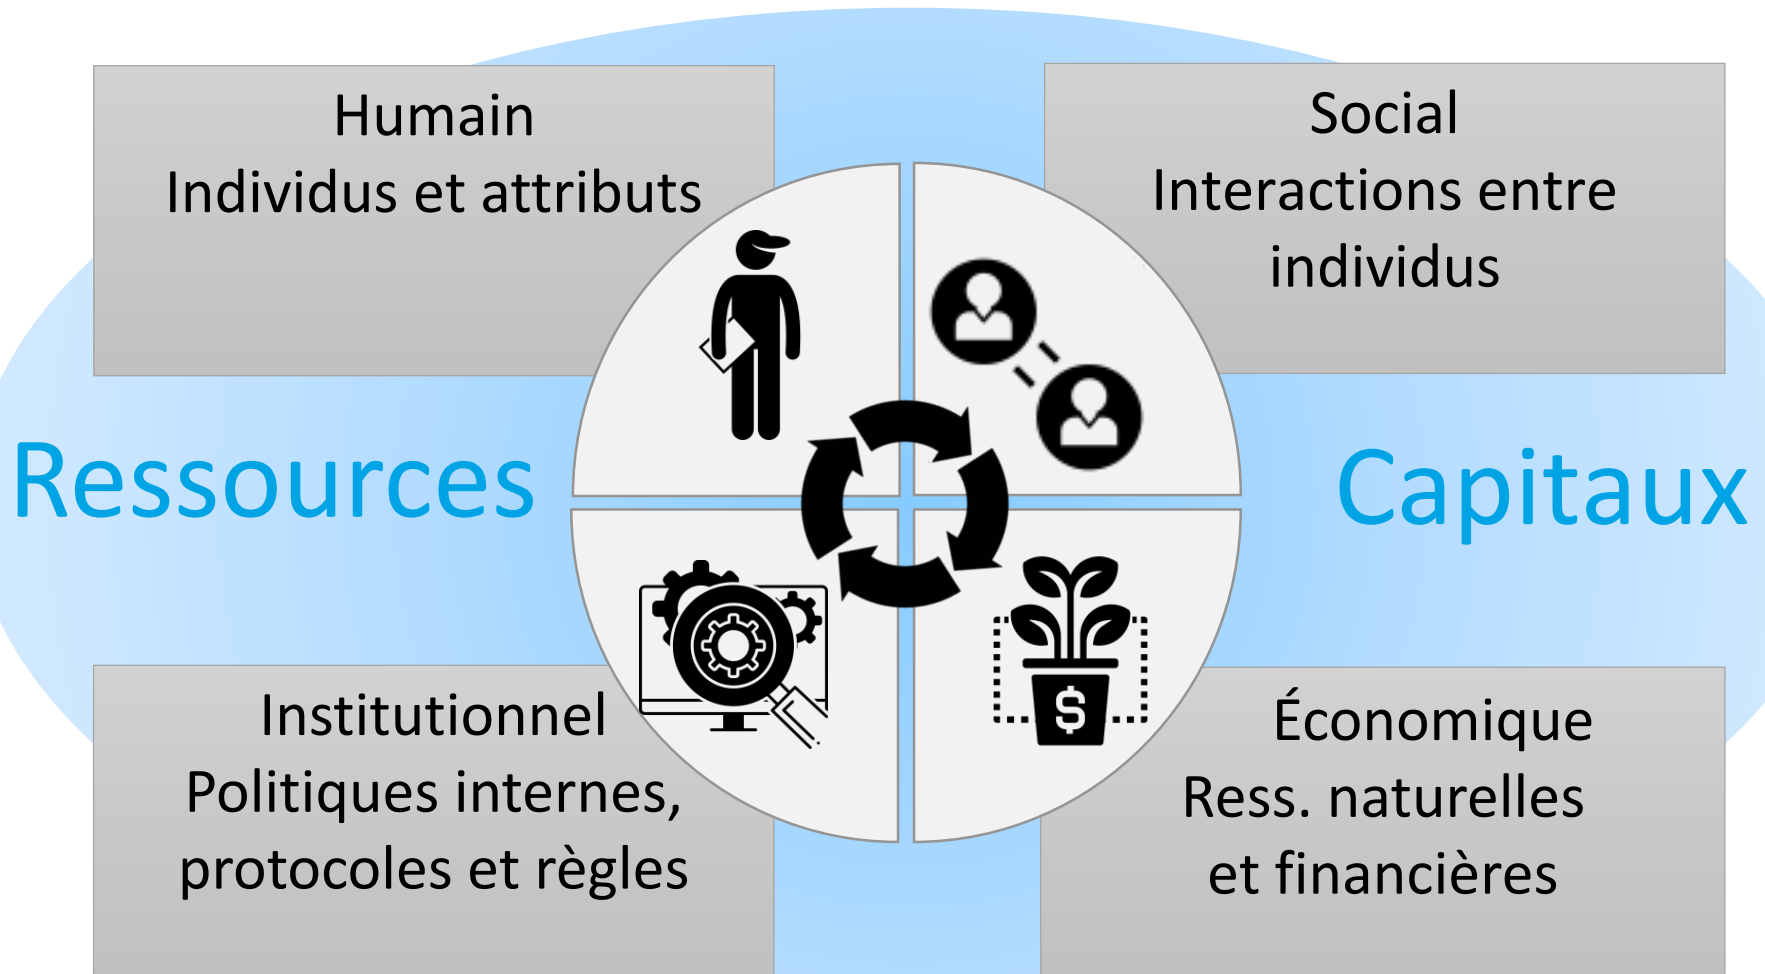 Humain
Individus et attributs
Social
Interactions entre
individus
Ressources
Capitaux
Institutionnel
Politiques internes,
protocoles et règles
$
Économique
Ress. naturelles
et financières